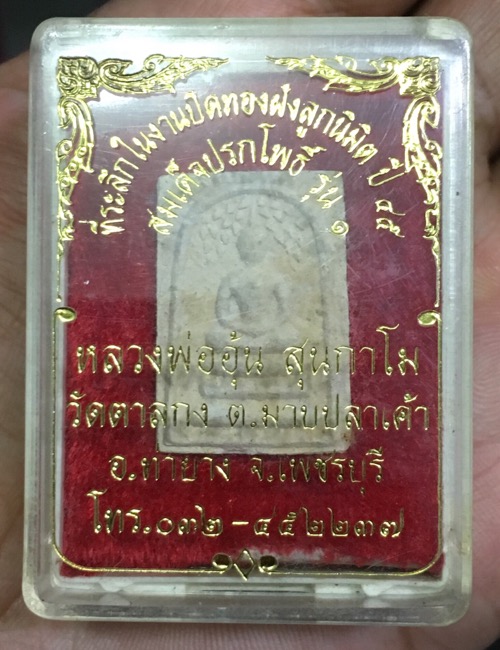 ที่ระลึกในงานปิดทองฝังลูกนิมิต ปี ๔๕
สมเด็จปรกโพธิ์ รุ่น ๑
หลวงพ่ออุ้น สุนกาโม
วัดตาลกง ต.มาบปลาเค้า
อ.ท่ายาง จ.เพชรบุรี
โทร.๐๓๒-๔๕๒๒๓๗